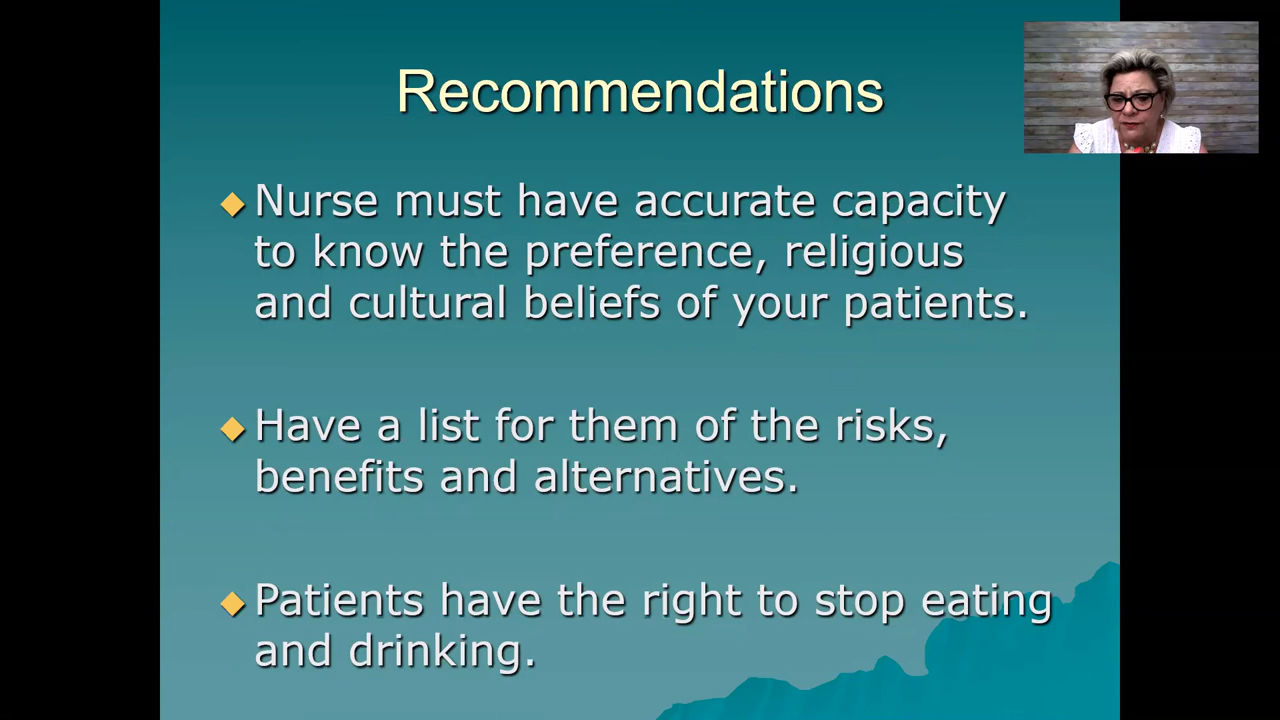 Recommendations
Nurse must have accurate capacity
to know the preference, religious
and cultural beliefs of your patients.
Have a list for them of the risks,
benefits and alternatives.
Patients have the right to stop eating
and drinking.